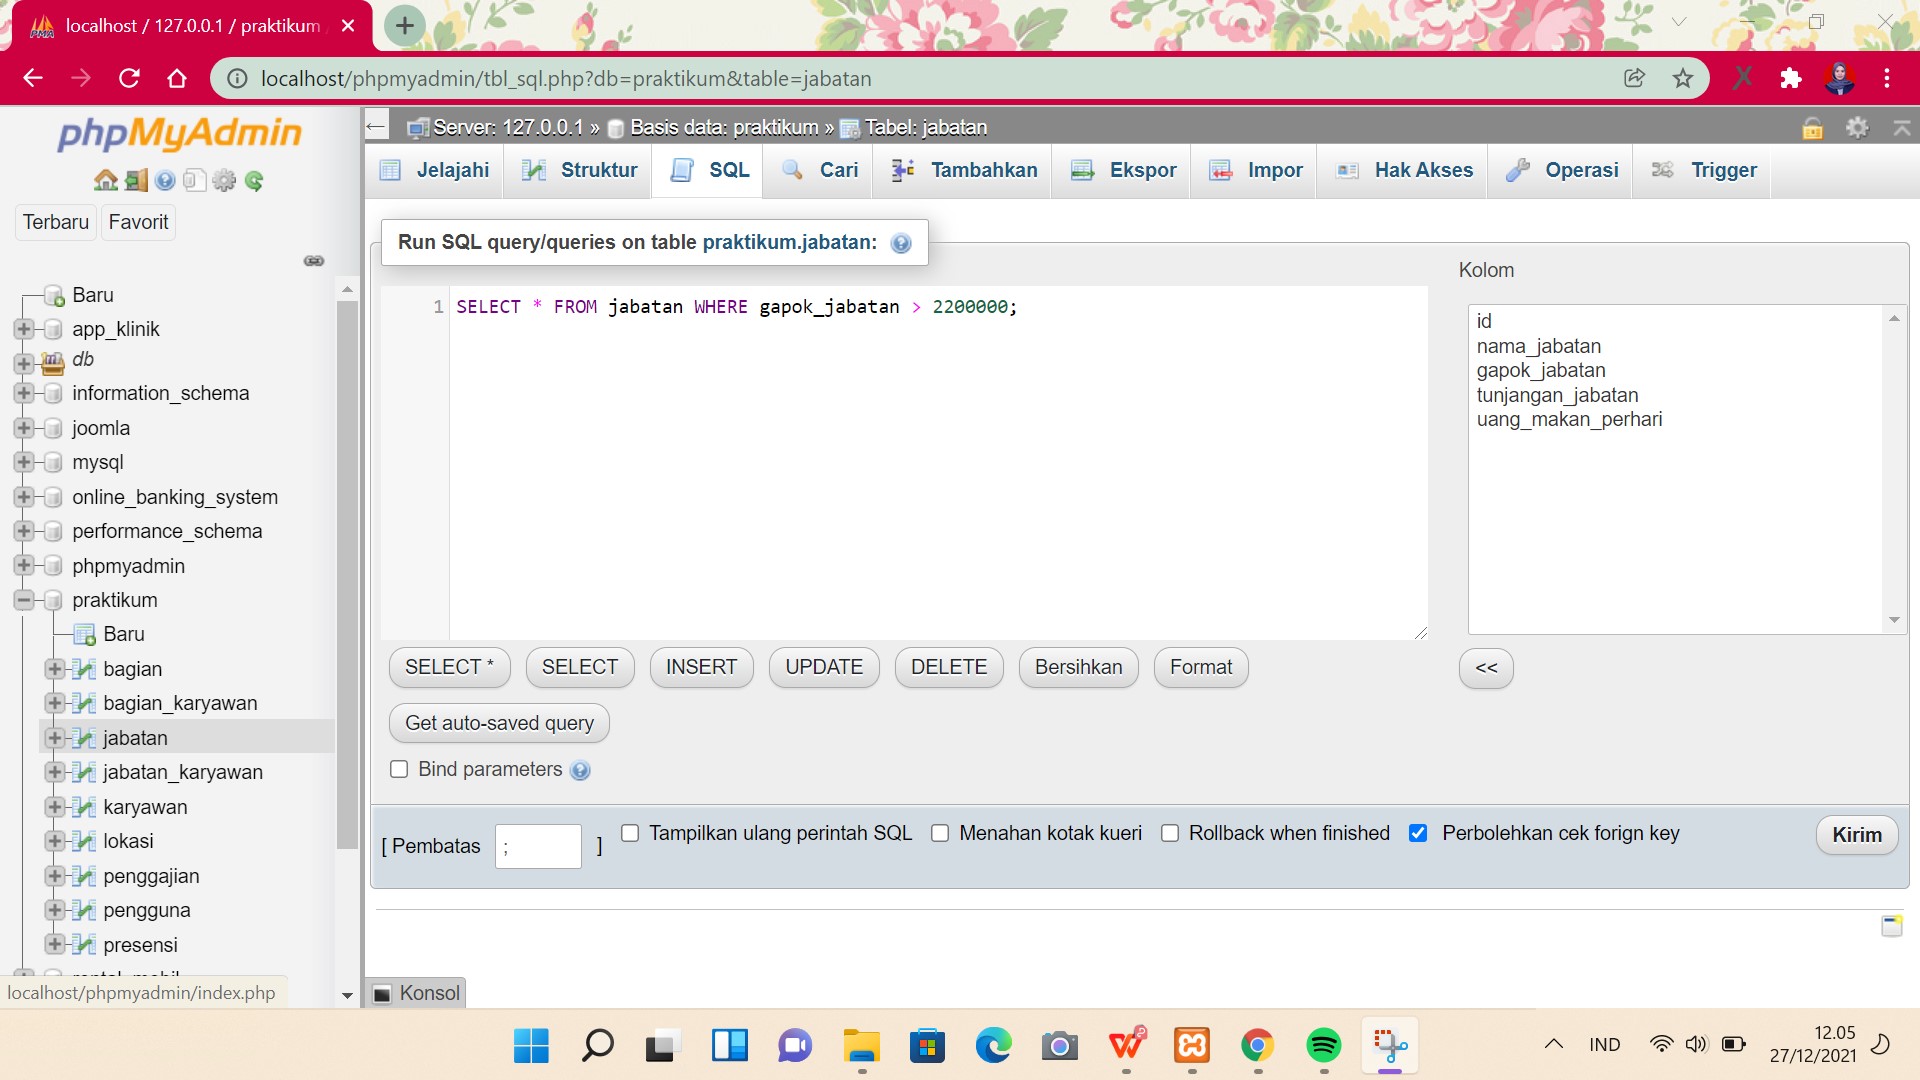 localhost / 127.0.0.1 / praktikum
localhost/phpmyadmin/tbl_sql.php?db=praktikum&table=jabatan
phpMyAdmin
Terbaru
Favorit
Baru
app_klinik
db
information_schema
joomla
mysql
online_banking_system
performance_schema
phpmyadmin
praktikum
Baru
bagian
bagian_karyawan
jabatan
jabatan_karyawan
karyawan
lokasi
penggajian
pengguna
presensi
localhost/phpmyadmin/index.php
Server: 127.0.0.1 » Basis data: praktikum » Tabel: jabatan
Jelajahi Struktur SQL Cari Tambahkan Ekspor Impor Hak Akses Operasi Trigger
Run SQL query/queries on table praktikum.jabatan:
1 SELECT * FROM jabatan WHERE gapok_jabatan > 2200000;
Kolom
id
nama_jabatan
gapok_jabatan
tunjangan_jabatan
uang_makan_perhari
SELECT * SELECT INSERT UPDATE DELETE Bersihkan Format <<
Get auto-saved query
Bind parameters
[ Pembatas ; ] Tampilkan ulang perintah SQL Menahan kotak kueri Rollback when finished Perbolehkan cek forign key Kirim
Konsol
IND
12.05
27/12/2021